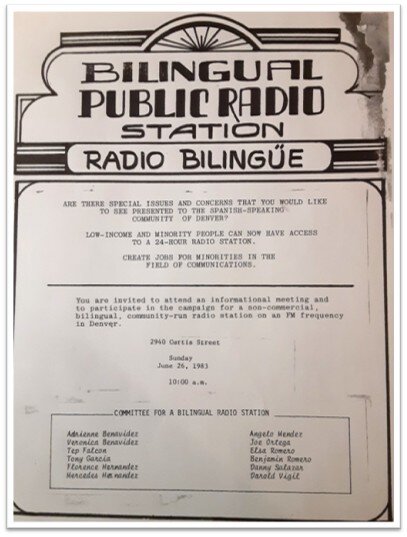 BILINGUAL
PUBLIC RADIO
STATION
RADIO BILINGÜE
ARE THERE SPECIAL ISSUES AND CONCERNS THAT YOU WOULD LIKE
TO SEE PRESENTED TO THE SPANISH-SPEAKING
COMMUNITY OF DENVER?
LOW-INCOME AND MINORITY PEOPLE CAN NOW HAVE ACCESS
TO A 24-HOUR RADIO STATION.
CREATE JOBS FOR MINORITIES IN THE
FIELD OF COMMUNICATIONS.
You are invited to attend an informational meeting and
to participate in the campaign for a non-commercial,
bilingual, community-run radio station on an FM frequency
in Denver.
2940 Curtis Street
Sunday
June 26, 1983
10:00 a.m.
COMMITTEE FOR A BILINGUAL RADIO STATION
Adrienne Benavidez
Veronica Benavidez
Tep Falcon
Tony Garcia
Florence Hernandez
Mercedes Hernandez
Angelo Mendez
Joe Ortega
Elsa Romero
Benjamin Romero
Danny Salazar
Darold Vigil